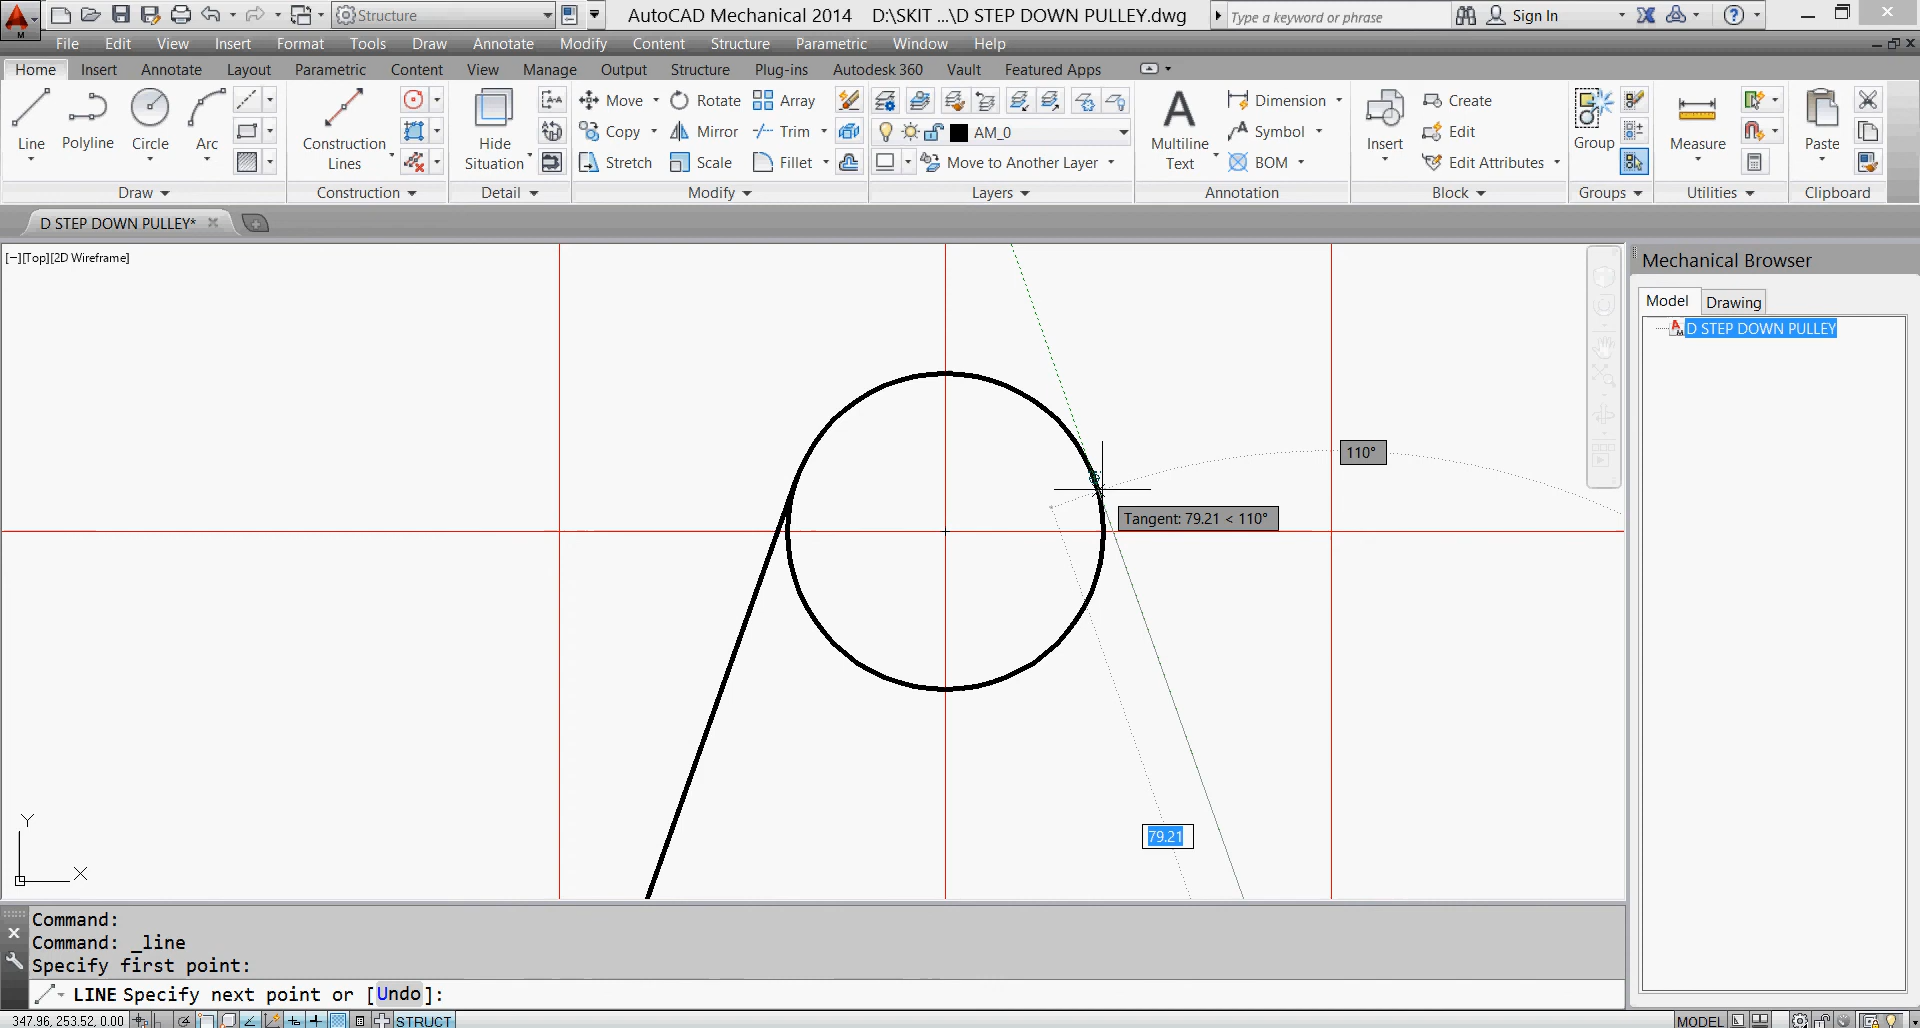 Structure
AutoCAD Mechanical 2014 D:\SKIT ...\D STEP DOWN PULLEY.dwg
Type a keyword or phrase
Sign In
File Edit View Insert Format Tools Draw Annotate Modify Content Structure Parametric Window Help
Home Insert Annotate Layout Parametric Content View Manage Output Structure Plug-ins Autodesk 360 Vault Featured Apps
Line
Polyline
Circle
Arc
Draw
Construction
Lines
Construction
Hide
Situation
Detail
Move Rotate Array
Copy Mirror Trim
Stretch Scale Fillet
Modify
AM_0
Move to Another Layer
Layers
Multiline
Text
Dimension
Symbol
BOM
Annotation
Insert
Create
Edit
Edit Attributes
Block
Group
Groups
Measure
Utilities
Paste
Clipboard
D STEP DOWN PULLEY*
[−][Top][2D Wireframe]
110°
Tangent: 79.21 < 110°
79.21
Y
X
Mechanical Browser
Model Drawing
D STEP DOWN PULLEY
Command:
Command: _line
Specify first point:
LINE Specify next point or [Undo]:
347.96, 253.52, 0.00
STRUCT
MODEL